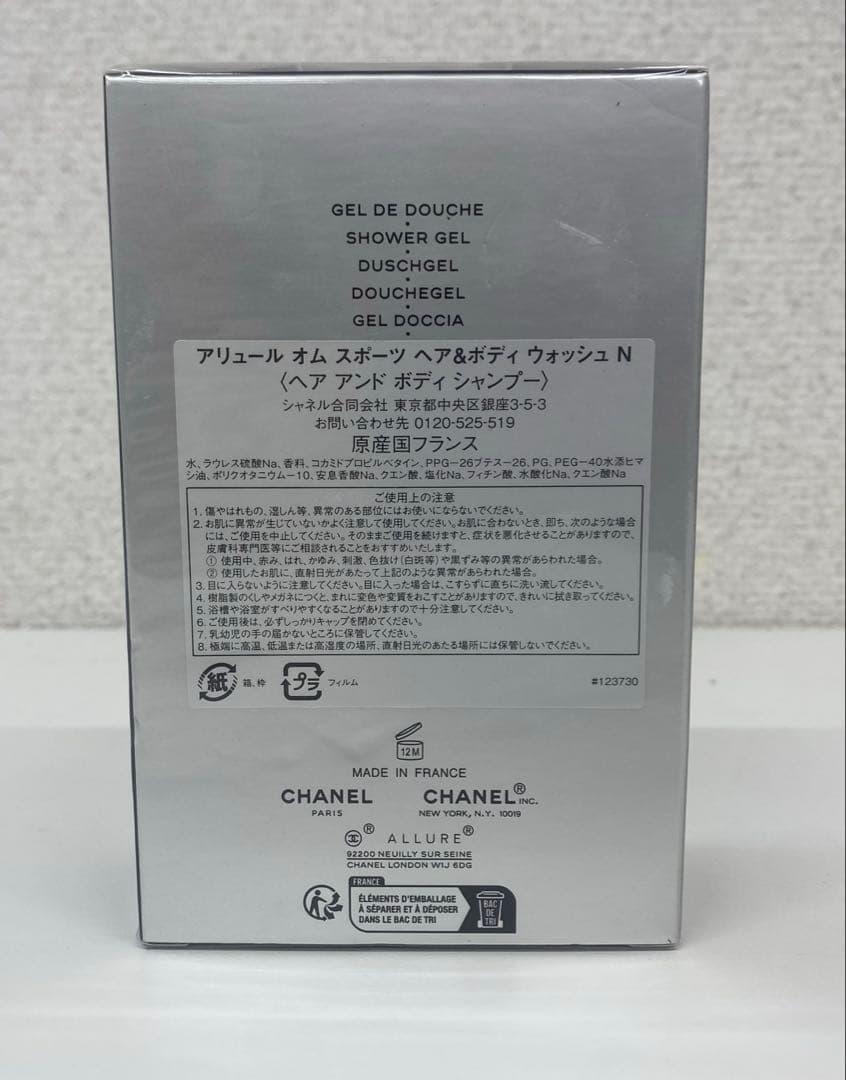 GEL DE DOUCHE
SHOWER GEL
DUSCHGEL
DOUCHEGEL
GEL DOCCIA
アリュール オム スポーツ ヘア&ボディ ウォッシュ N
〈ヘア アンド ボディ シャンプー〉
シャネル合同会社 東京都中央区銀座3-5-3
お問い合わせ先 0120-525-519
原産国フランス
水、ラウレス硫酸Na、香料、コカミドプロピルベタイン、PPG-26ブテス-26、PG、PEG-40水添ヒマ
シ油、ポリクオタニウム-10、安息香酸Na、クエン酸、塩化Na、フィチン酸、水酸化Na、クエン酸Na
ご使用上の注意
1. 傷やはれもの、湿しん等、異常のある部位にはお使いにならないでください。
2. お肌に異常が生じていないかよく注意して使用してください。お肌に合わないとき、即ち、次のような場合
には、ご使用を中止してください。そのままご使用を続けますと、症状を悪化させることがありますので、
皮膚科専門医等にご相談されることをおすすめいたします。
① 使用中、赤み、はれ、かゆみ、刺激、色抜け(白斑等)や黒ずみ等の異常があらわれた場合。
② 使用したお肌に、直射日光があたって上記のような異常があらわれた場合。
3. 目に入らないように注意してください。目に入った場合は、こすらずに直ちに洗い流してください。
4. 樹脂製のくしやメガネにつくと、まれに変色や変質をおこすことがありますので、きれいに拭き取ってください。
5. 浴槽や浴室がすべりやすくなることがありますので十分注意してください。
6. ご使用後は、必ずしっかりキャップを閉めてください。
7. 乳幼児の手の届かないところに保管してください。
8. 極端に高温、低温または高湿度の場所、直射日光のあたる場所には保管しないでください。
紙 箱、枠 プラ フィルム #123730
12M
MADE IN FRANCE
CHANEL CHANEL® INC.
PARIS NEW YORK, N.Y. 10019
® ALLURE®
92200 NEUILLY SUR SEINE
CHANEL LONDON W1J 6DG
FRANCE
ÉLÉMENTS D'EMBALLAGE
À SÉPARER ET À DÉPOSER
DANS LE BAC DE TRI
BAC
DE
TRI